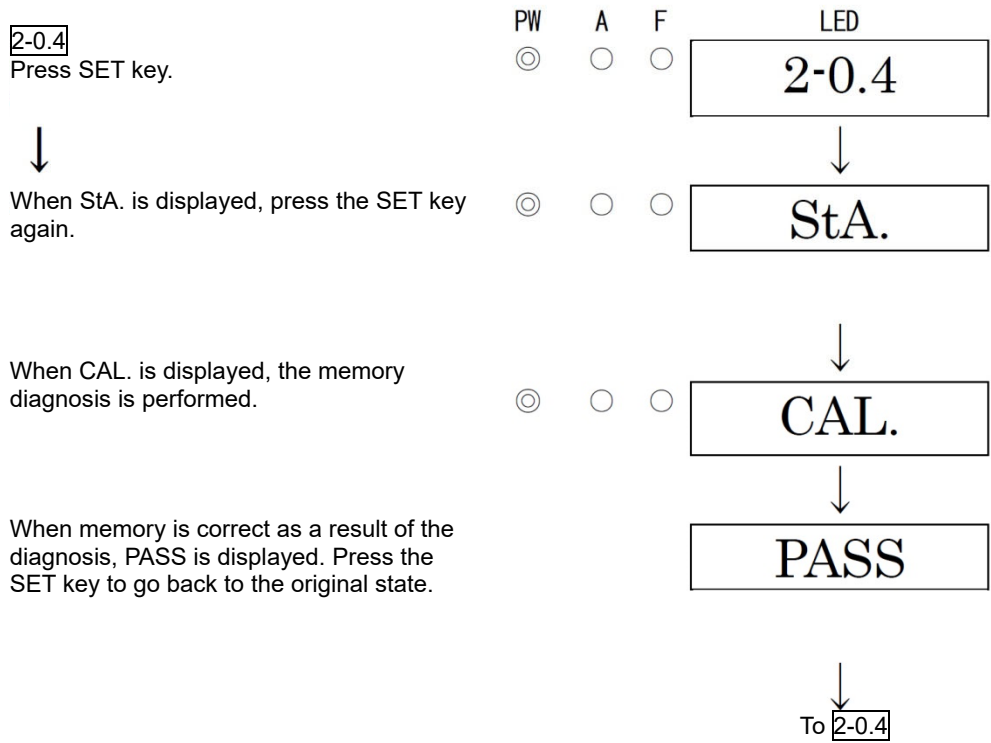 PW A F LED
2-0.4
Press SET key.
2-0.4
When StA. is displayed, press the SET key
again.
StA.
When CAL. is displayed, the memory
diagnosis is performed.
CAL.
When memory is correct as a result of the
diagnosis, PASS is displayed. Press the
SET key to go back to the original state.
PASS
To 2-0.4